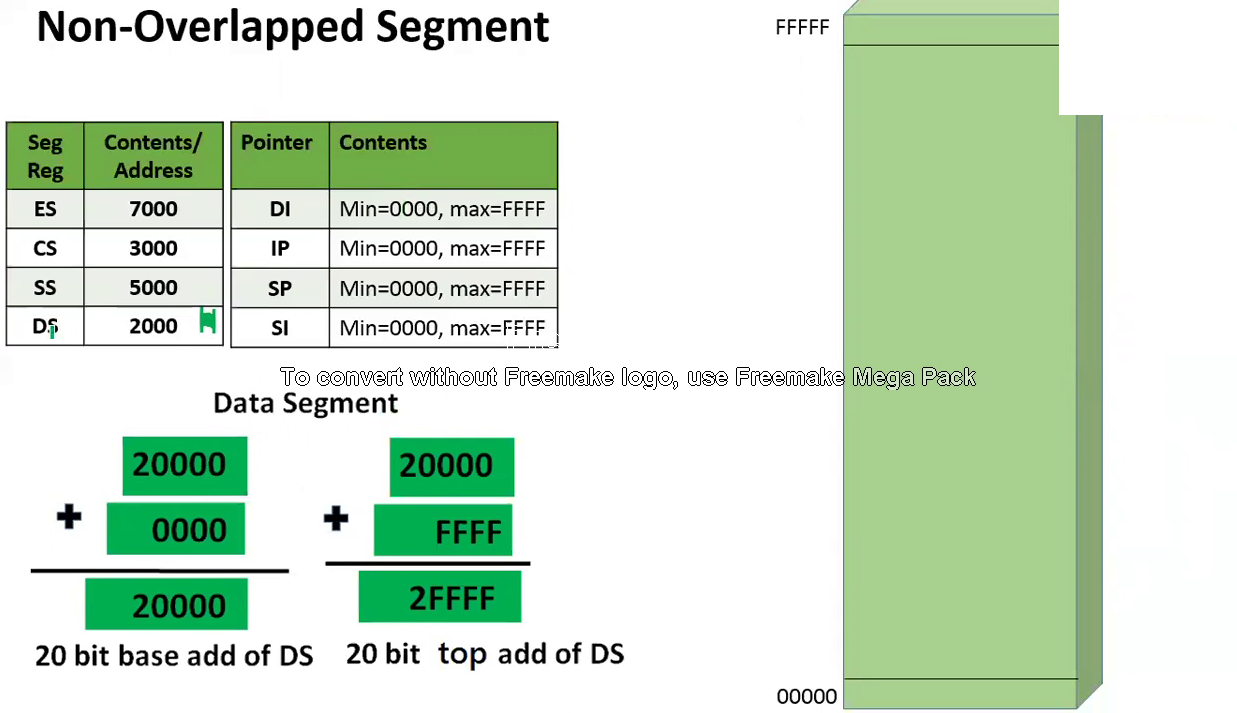 Non-Overlapped Segment
FFFFF
Seg Reg | Contents/ Address | Pointer | Contents
ES | 7000 | DI | Min=0000, max=FFFF
CS | 3000 | IP | Min=0000, max=FFFF
SS | 5000 | SP | Min=0000, max=FFFF
DS | 2000 | SI | Min=0000, max=FFFF
To convert without Freemake logo, use Freemake Mega Pack
Data Segment
20000
+ 0000
20000
20 bit base add of DS
20000
+ FFFF
2FFFF
20 bit top add of DS
00000